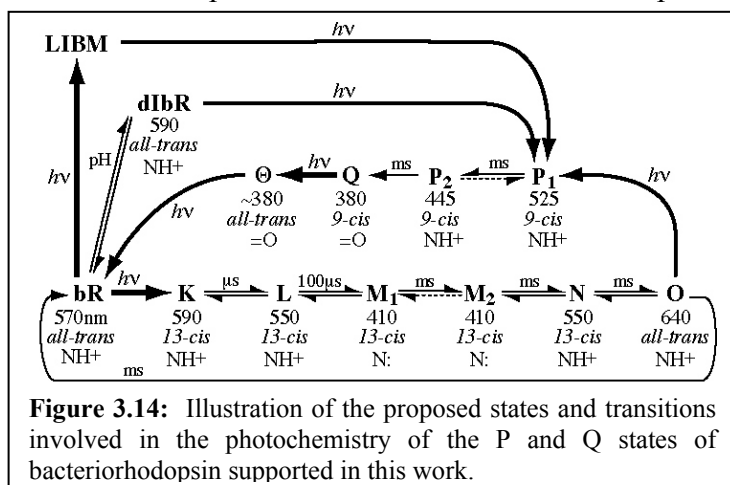 LIBM
hν
dIbR
590
all-trans
NH+
hν
pH
hν
Θ
hν
Q
ms
P₂
ms
P₁
hν
~380
380
445
525
all-trans
9-cis
9-cis
9-cis
=O
=O
NH+
NH+
hν
bR
hν
K
μs
L
100μs
M₁
ms
M₂
ms
N
ms
O
570nm
590
550
410
410
550
640
all-trans
13-cis
13-cis
13-cis
13-cis
13-cis
all-trans
NH+
NH+
NH+
N:
N:
NH+
NH+
ms
Figure 3.14: Illustration of the proposed states and transitions
involved in the photochemistry of the P and Q states of
bacteriorhodopsin supported in this work.